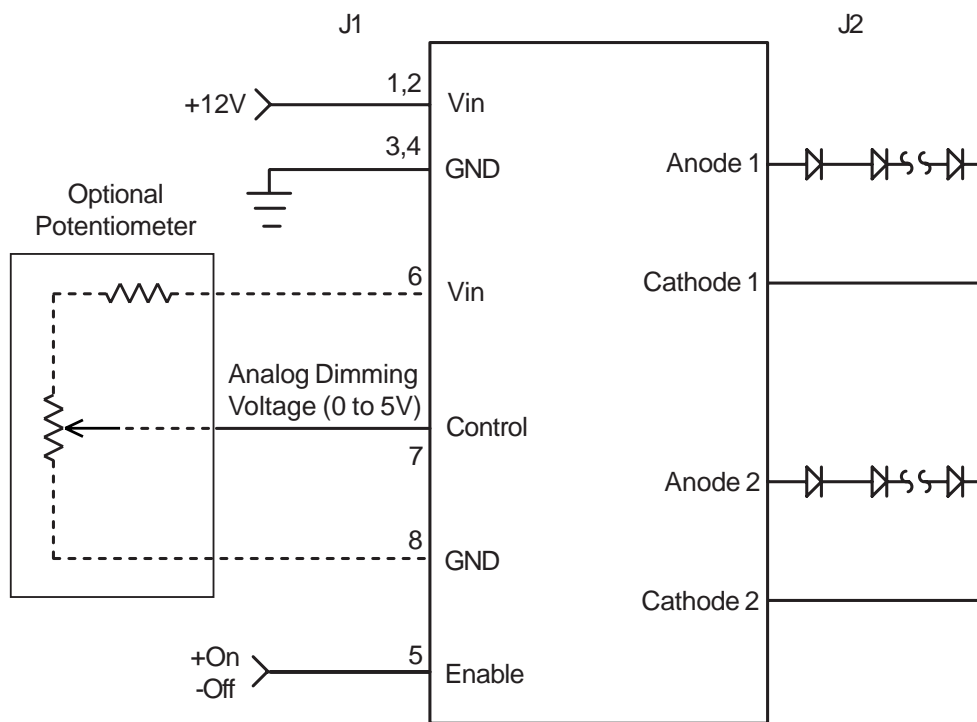 J1
J2
1,2
+12V
Vin
3,4
GND
Anode 1
Optional
Potentiometer
6
Vin
Cathode 1
Analog Dimming
Voltage (0 to 5V)
Control
7
Anode 2
8
GND
Cathode 2
+On
-Off
5
Enable